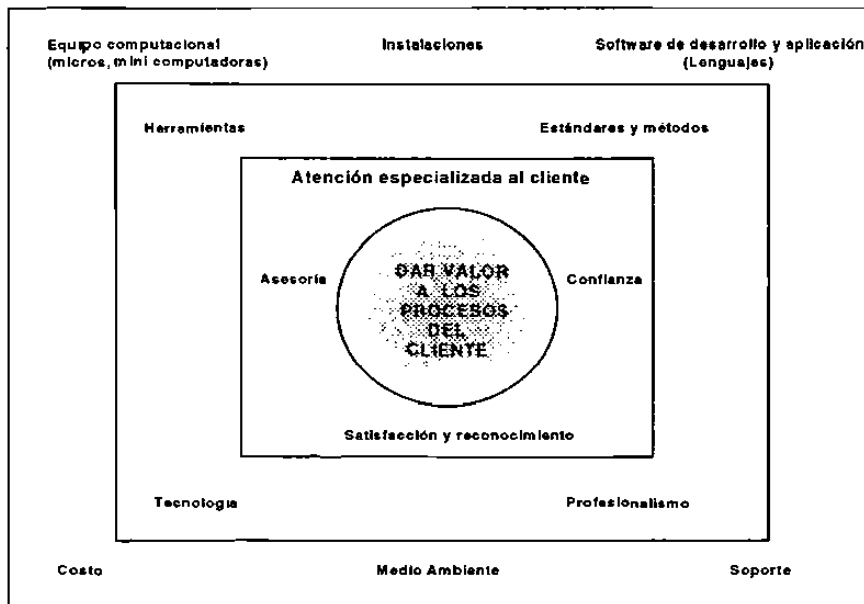 Equipo computacional
(micros, mini computadoras)
Instalaciones
Software de desarrollo y aplicación
(Lenguajes)
Herramientas
Estándares y métodos
Atención especializada al cliente
Asesoría
DAR VALOR
A LOS
PROCESOS
DEL
CLIENTE
Confianza
Satisfacción y reconocimiento
Tecnología
Profesionalismo
Costo
Medio Ambiente
Soporte